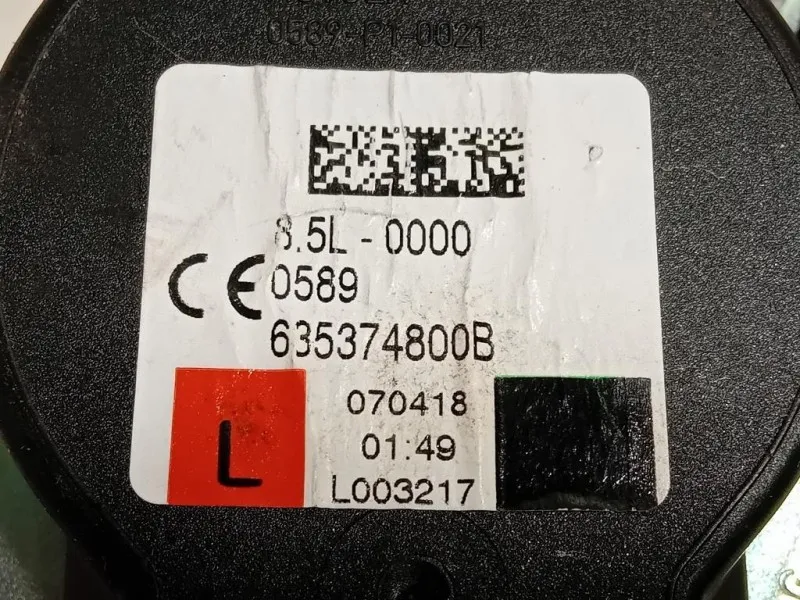 0589-P1-0021
8.5L - 0000
CE 0589
635374800B
070418
L
01:49
L003217